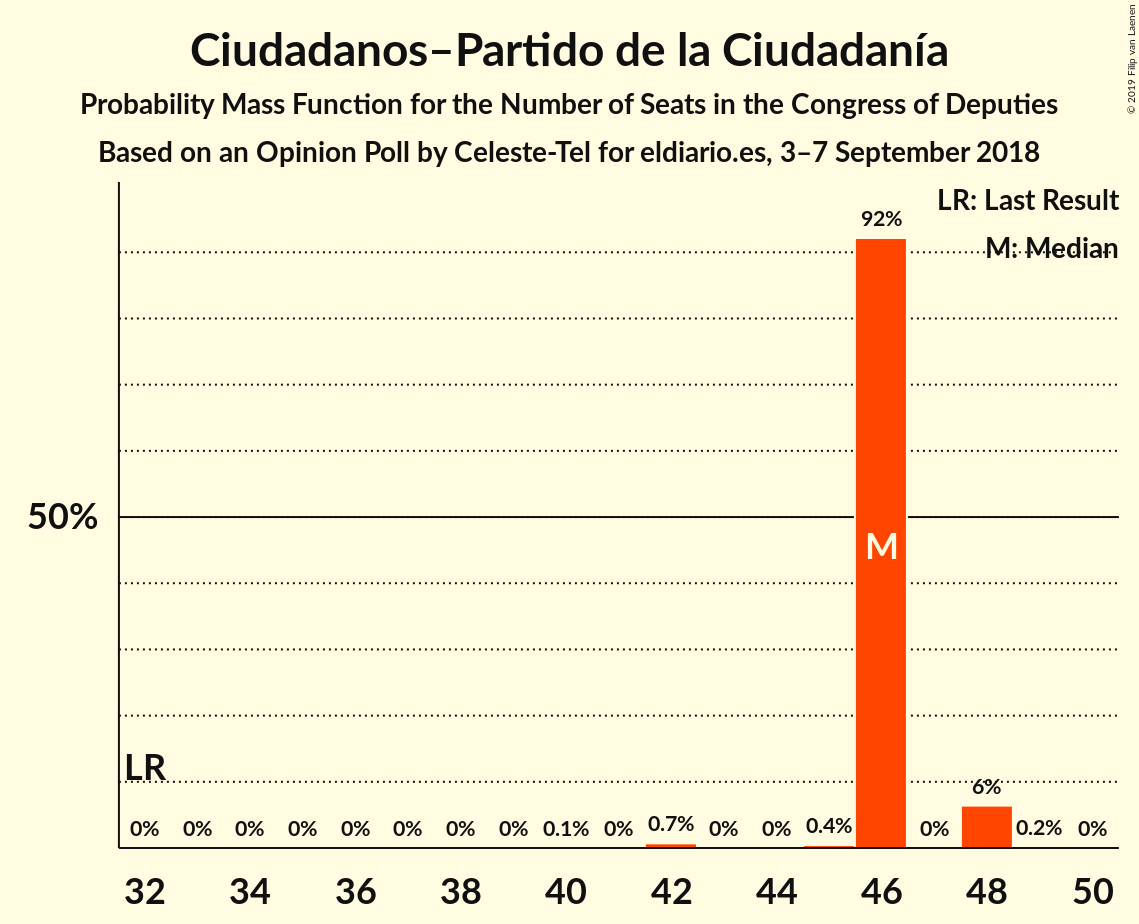 Ciudadanos–Partido de la Ciudadanía
Probability Mass Function for the Number of Seats in the Congress of Deputies
Based on an Opinion Poll by Celeste-Tel for eldiario.es, 3–7 September 2018
© 2019 Filip van Laenen
LR: Last Result
M: Median
92%
50%
M
LR
0% 0% 0% 0% 0% 0% 0% 0% 0.1% 0% 0.7% 0% 0% 0.4% 0% 6% 0.2% 0%
32 34 36 38 40 42 44 46 48 50